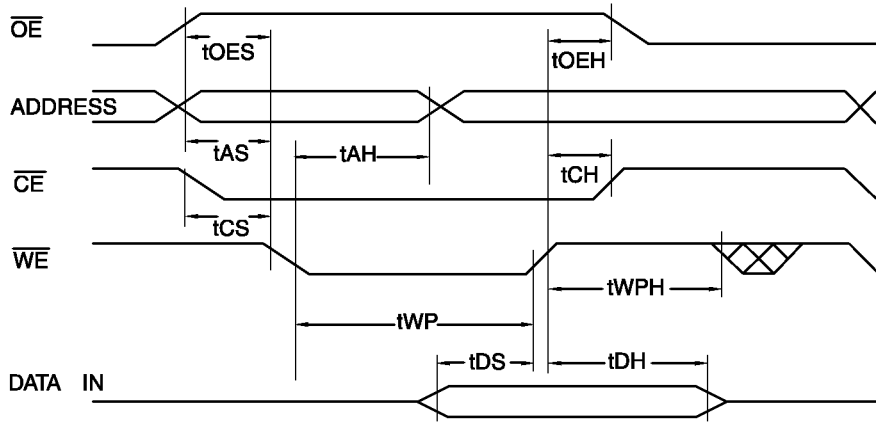 OE
tOES
tOEH
ADDRESS
tAS
tAH
tCH
CE
tCS
WE
tWPH
tWP
tDS
tDH
DATA IN